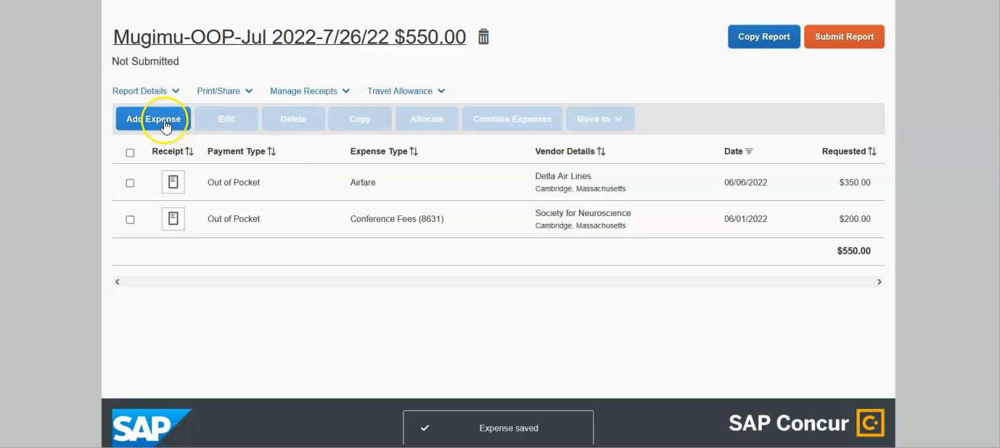 Mugimu-OOP-Jul 2022-7/26/22 $550.00
Copy Report Submit Report
Not Submitted
Report Details Print/Share Manage Receipts Travel Allowance
Add Expense Edit Delete Copy Allocate Combine Expenses Move to
Receipt Payment Type Expense Type Vendor Details Date Requested
Out of Pocket Airfare Delta Air Lines 06/06/2022 $350.00
Cambridge, Massachusetts
Out of Pocket Conference Fees (8631) Society for Neuroscience 06/01/2022 $200.00
Cambridge, Massachusetts
$550.00
SAP Expense saved SAP Concur C